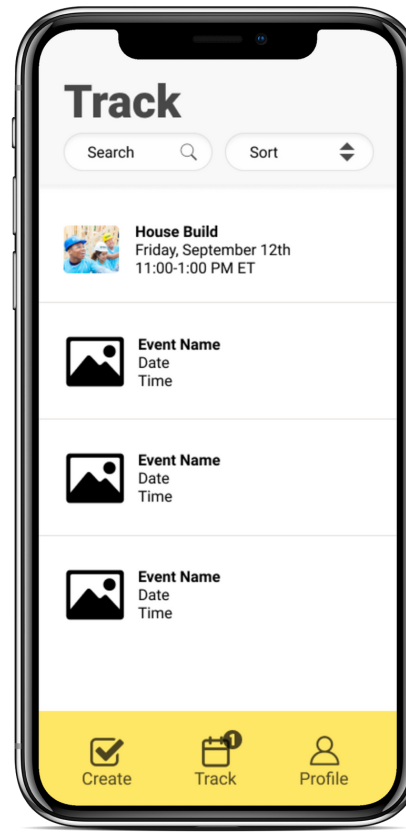 Track
Search
Sort
House Build
Friday, September 12th
11:00-1:00 PM ET
Event Name
Date
Time
Event Name
Date
Time
Event Name
Date
Time
1
Create
Track
Profile